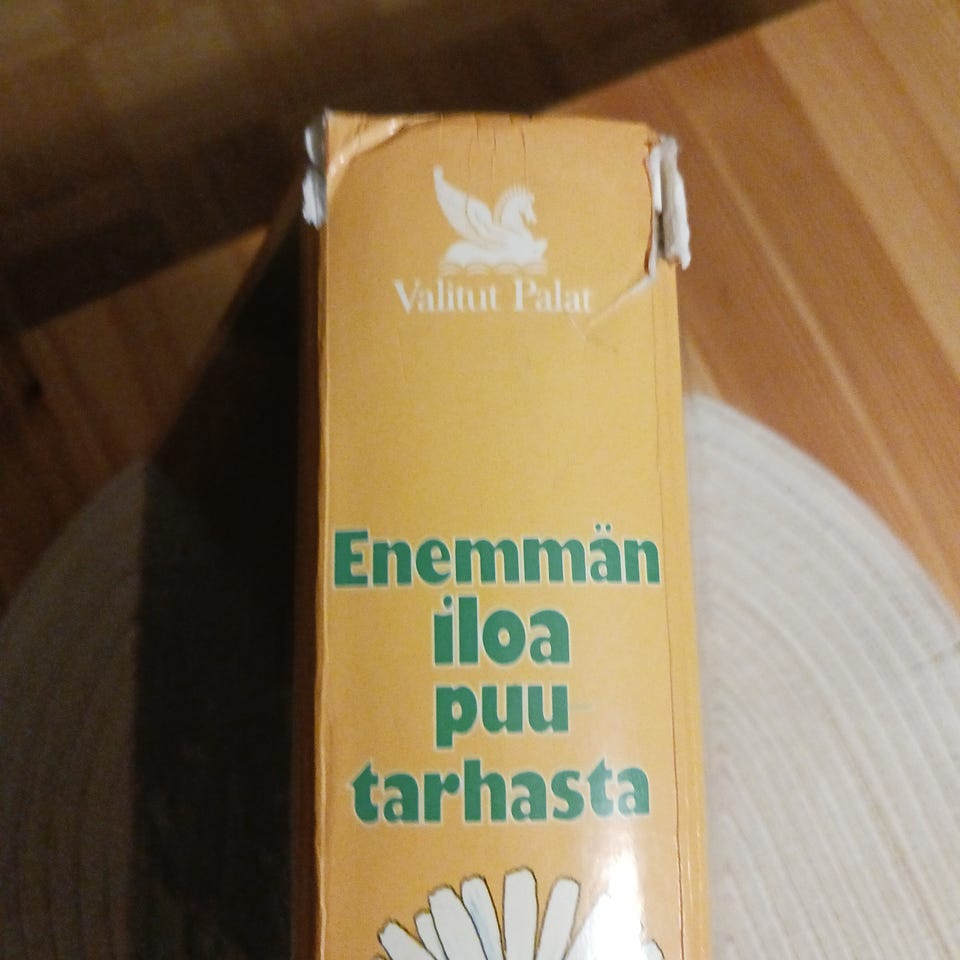 Valitut Palat
Enemmän
iloa
puu
tarhasta